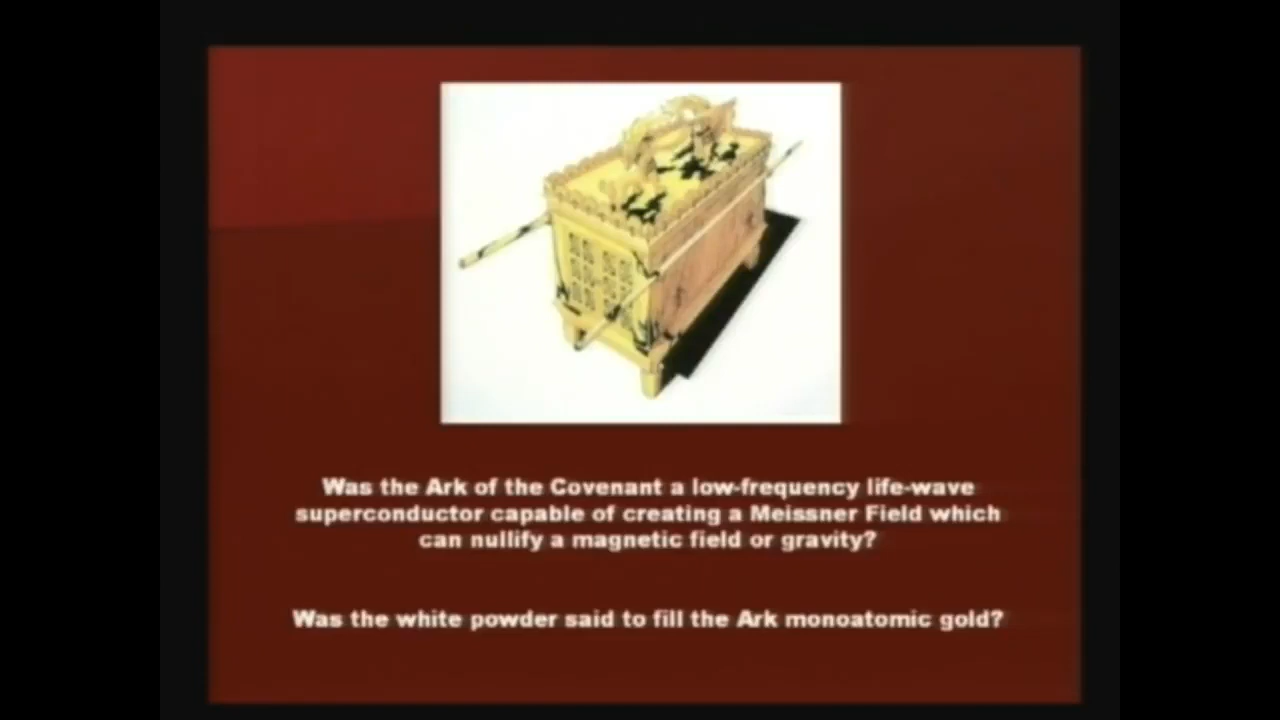 Was the Ark of the Covenant a low-frequency life-wave
superconductor capable of creating a Meissner Field which
can nullify a magnetic field or gravity?
Was the white powder said to fill the Ark monoatomic gold?